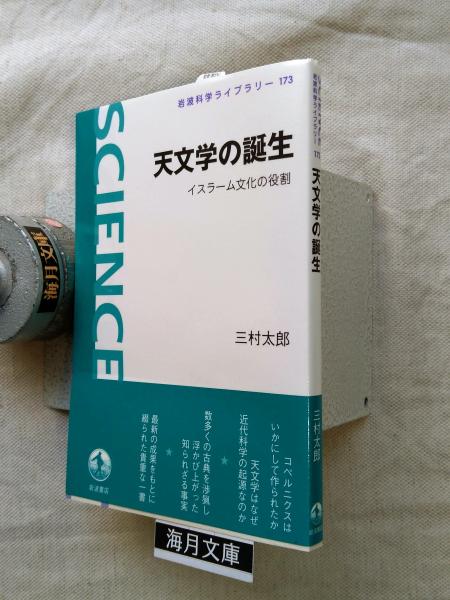 岩波科学ライブラリー 173
SCIENCE
天文学の誕生
イスラーム文化の役割
三村太郎
コペルニクスは
いかにして作られたか
天文学はなぜ
近代科学の起源なのか
★
数多くの古典を渉猟し
浮かび上がった
知られざる事実
★
最新の成果をもとに
綴られた貴重な一書
岩波書店
岩波科学ライブラリー 173
天文学の誕生
三村太郎
岩波書店
海月文庫
海月文庫